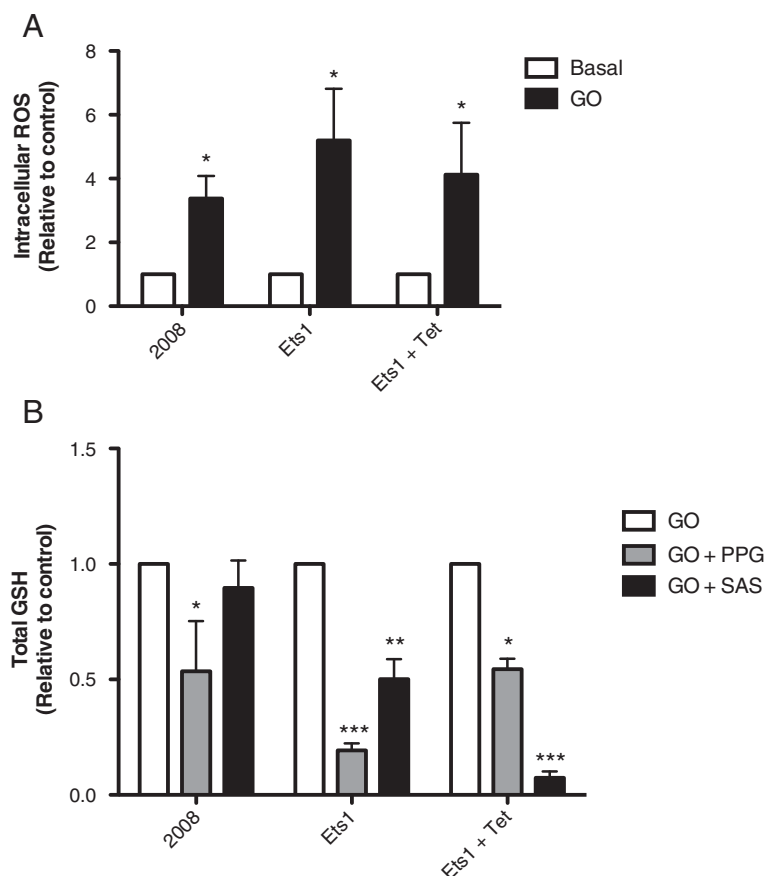 A
Intracellular ROS
(Relative to control)
8
6
4
2
0
*
*
*
Basal
GO
2008
Ets1
Ets1 + Tet
B
Total GSH
(Relative to control)
1.5
1.0
0.5
0.0
*
***
**
*
***
GO
GO + PPG
GO + SAS
2008
Ets1
Ets1 + Tet